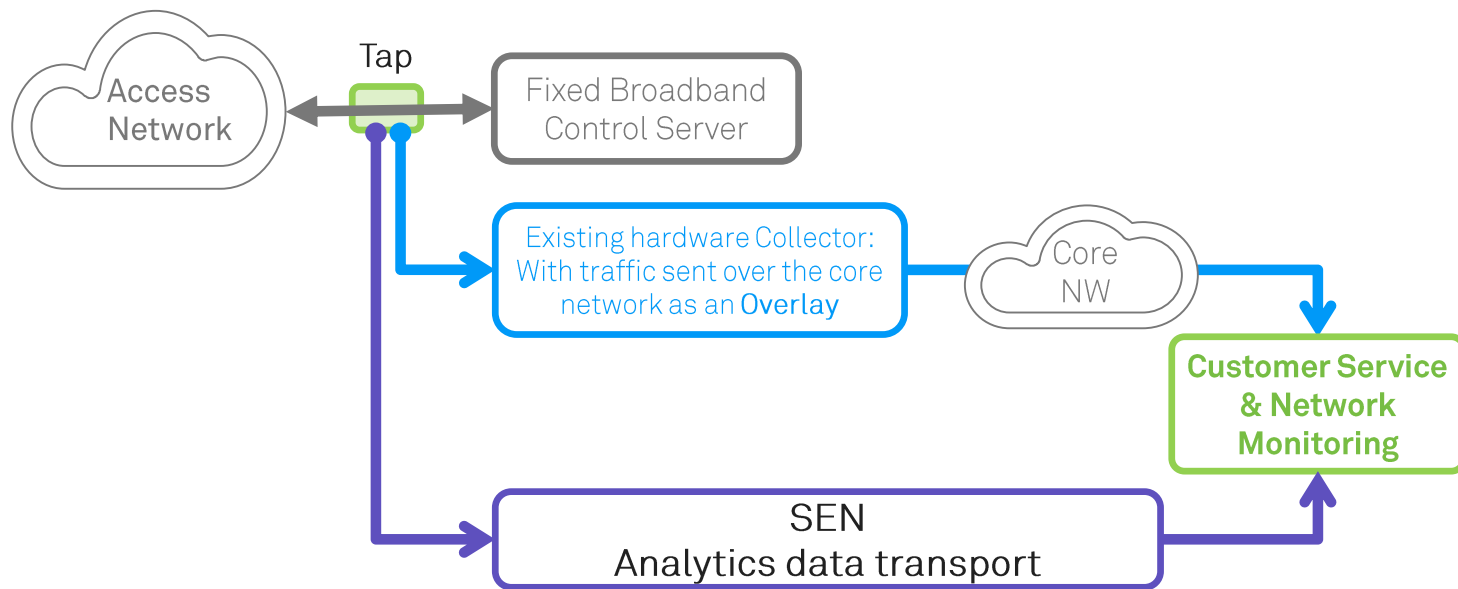 Tap
Access
Network
Fixed Broadband
Control Server
Existing hardware Collector:
With traffic sent over the core
network as an Overlay
Core
NW
Customer Service
& Network
Monitoring
SEN
Analytics data transport